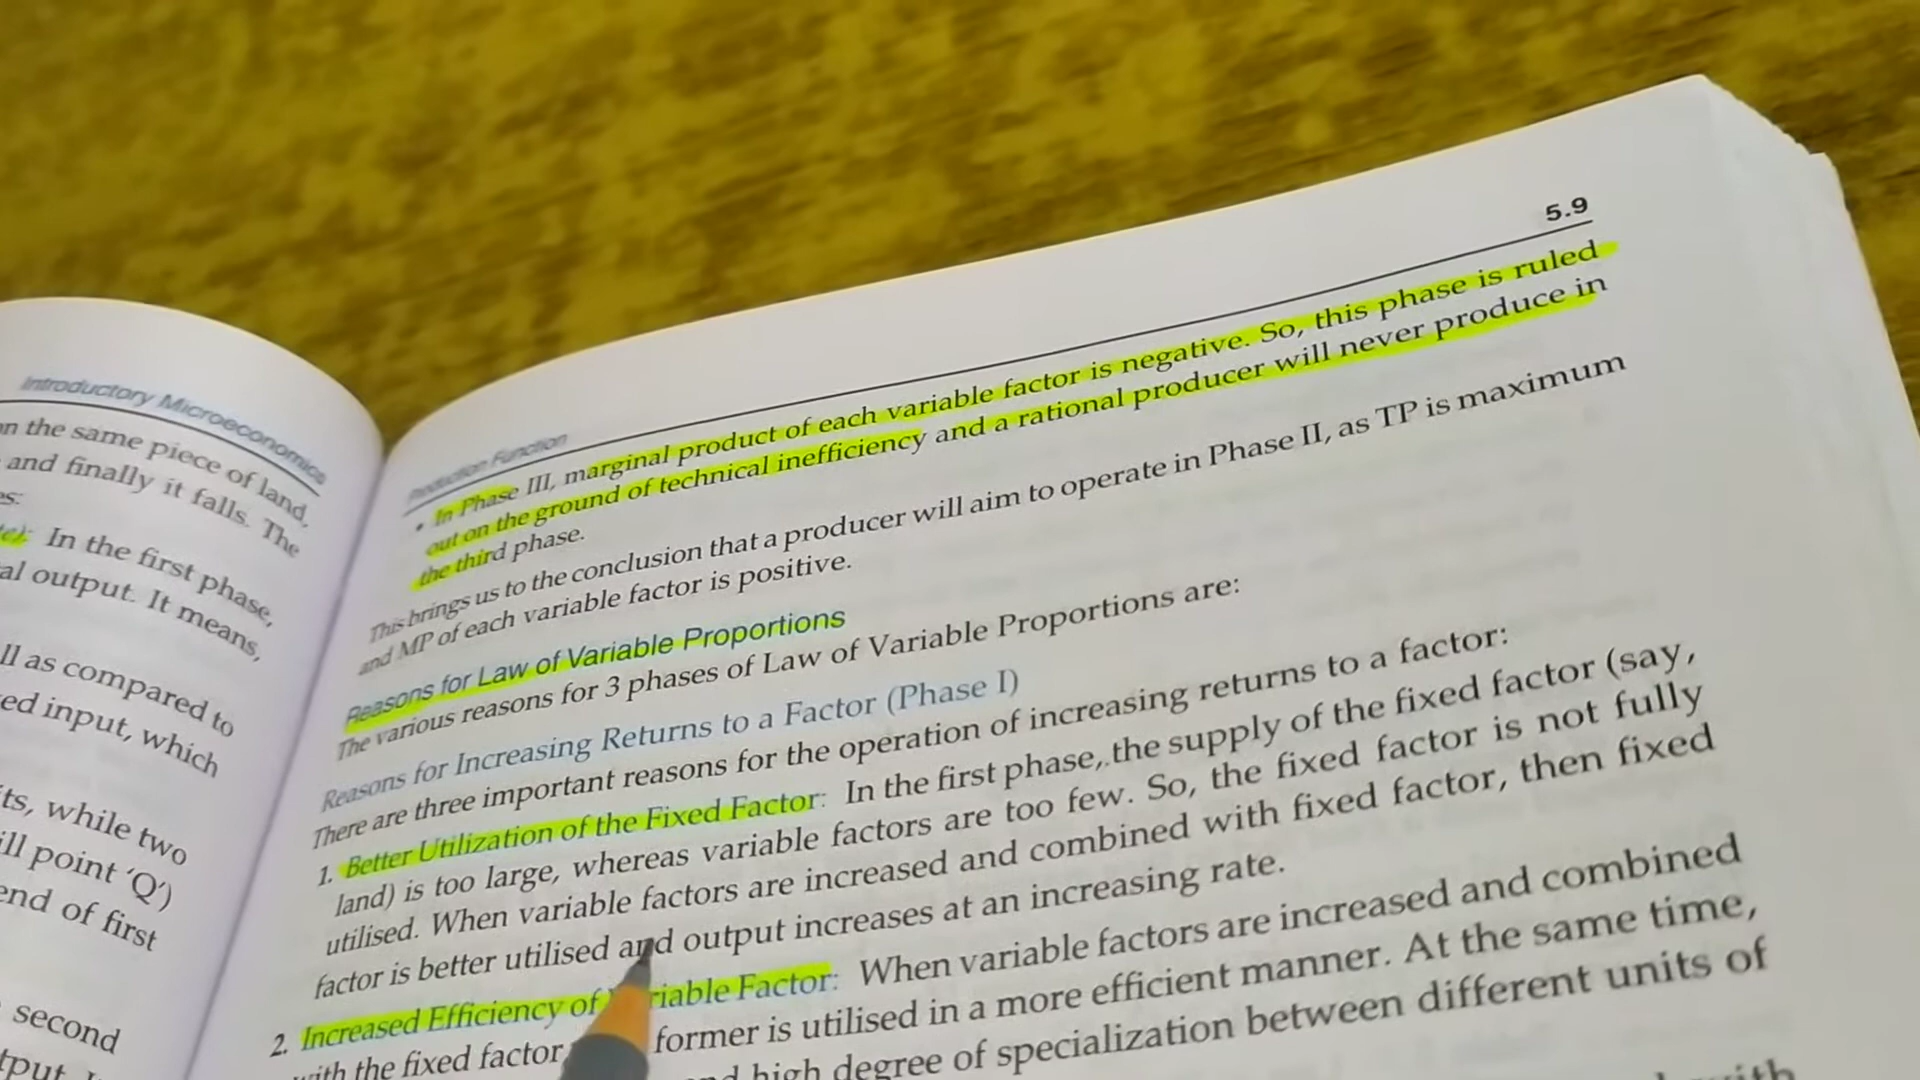 Introductory Microeconomics
on the same piece of land,
and finally it falls. The
es:
In the first phase,
al output. It means,
ll as compared to
ed input, which
ts, while two
ill point 'Q')
end of first
second
tput.
5.9
Production Function
• In Phase III, marginal product of each variable factor is negative. So, this phase is ruled
out on the ground of technical inefficiency and a rational producer will never produce in
the third phase.
This brings us to the conclusion that a producer will aim to operate in Phase II, as TP is maximum
and MP of each variable factor is positive.
Reasons for Law of Variable Proportions
The various reasons for 3 phases of Law of Variable Proportions are:
Reasons for Increasing Returns to a Factor (Phase I)
There are three important reasons for the operation of increasing returns to a factor:
1. Better Utilization of the Fixed Factor: In the first phase, the supply of the fixed factor (say,
land) is too large, whereas variable factors are too few. So, the fixed factor is not fully
utilised. When variable factors are increased and combined with fixed factor, then fixed
factor is better utilised and output increases at an increasing rate.
2. Increased Efficiency of Variable Factor: When variable factors are increased and combined
with the fixed factor, former is utilised in a more efficient manner. At the same time,
and high degree of specialization between different units of
with